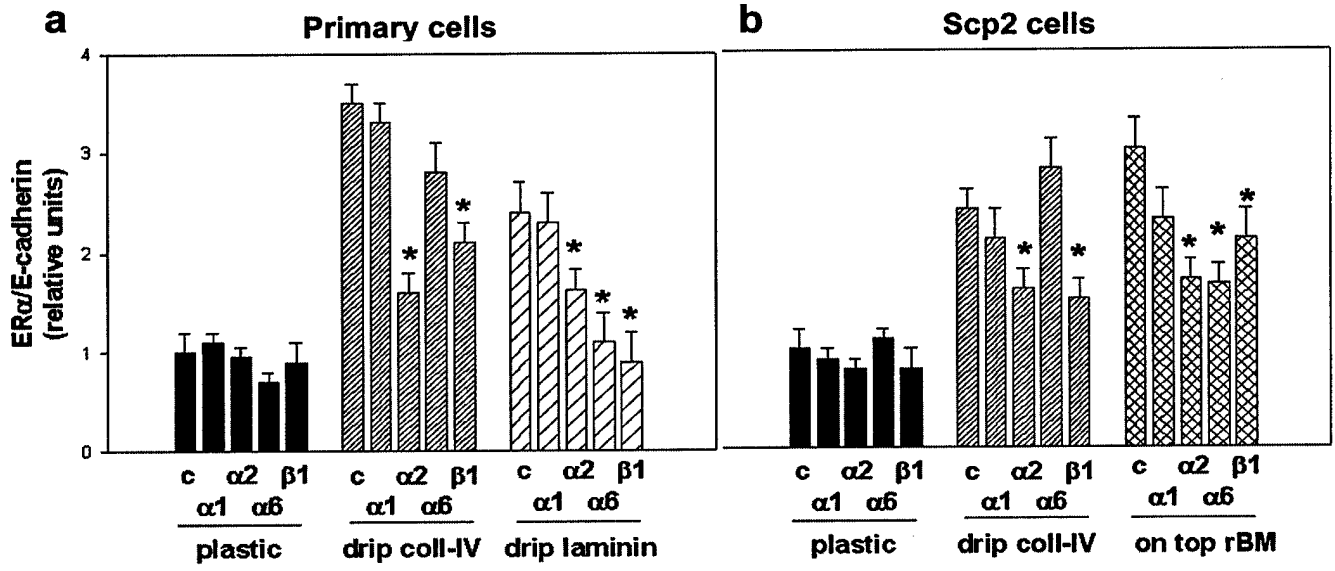 a
Primary cells
b
Scp2 cells
ERα/E-cadherin
(relative units)
4
3
2
1
0
*
*
*
*
*
*
*
*
*
*
c α2 β1
α1 α6
c α2 β1
α1 α6
c α2 β1
α1 α6
plastic
drip coll-IV
drip laminin
c α2 β1
α1 α6
c α2 β1
α1 α6
c α2 β1
α1 α6
plastic
drip coll-IV
on top rBM